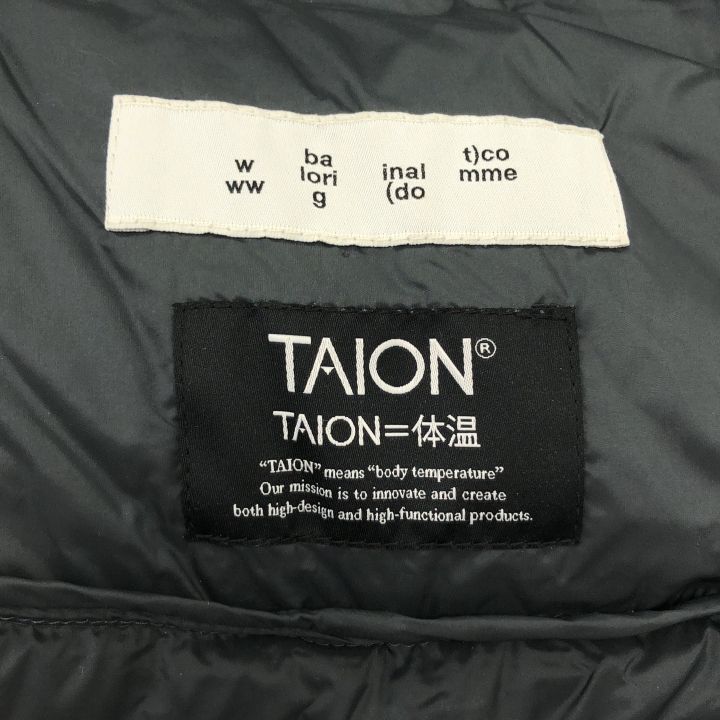 w
ww
ba
lori
g
inal
(do
t)co
mme
TAION®
TAION=体温
“TAION” means “body temperature”
Our mission is to innovate and create
both high-design and high-functional products.